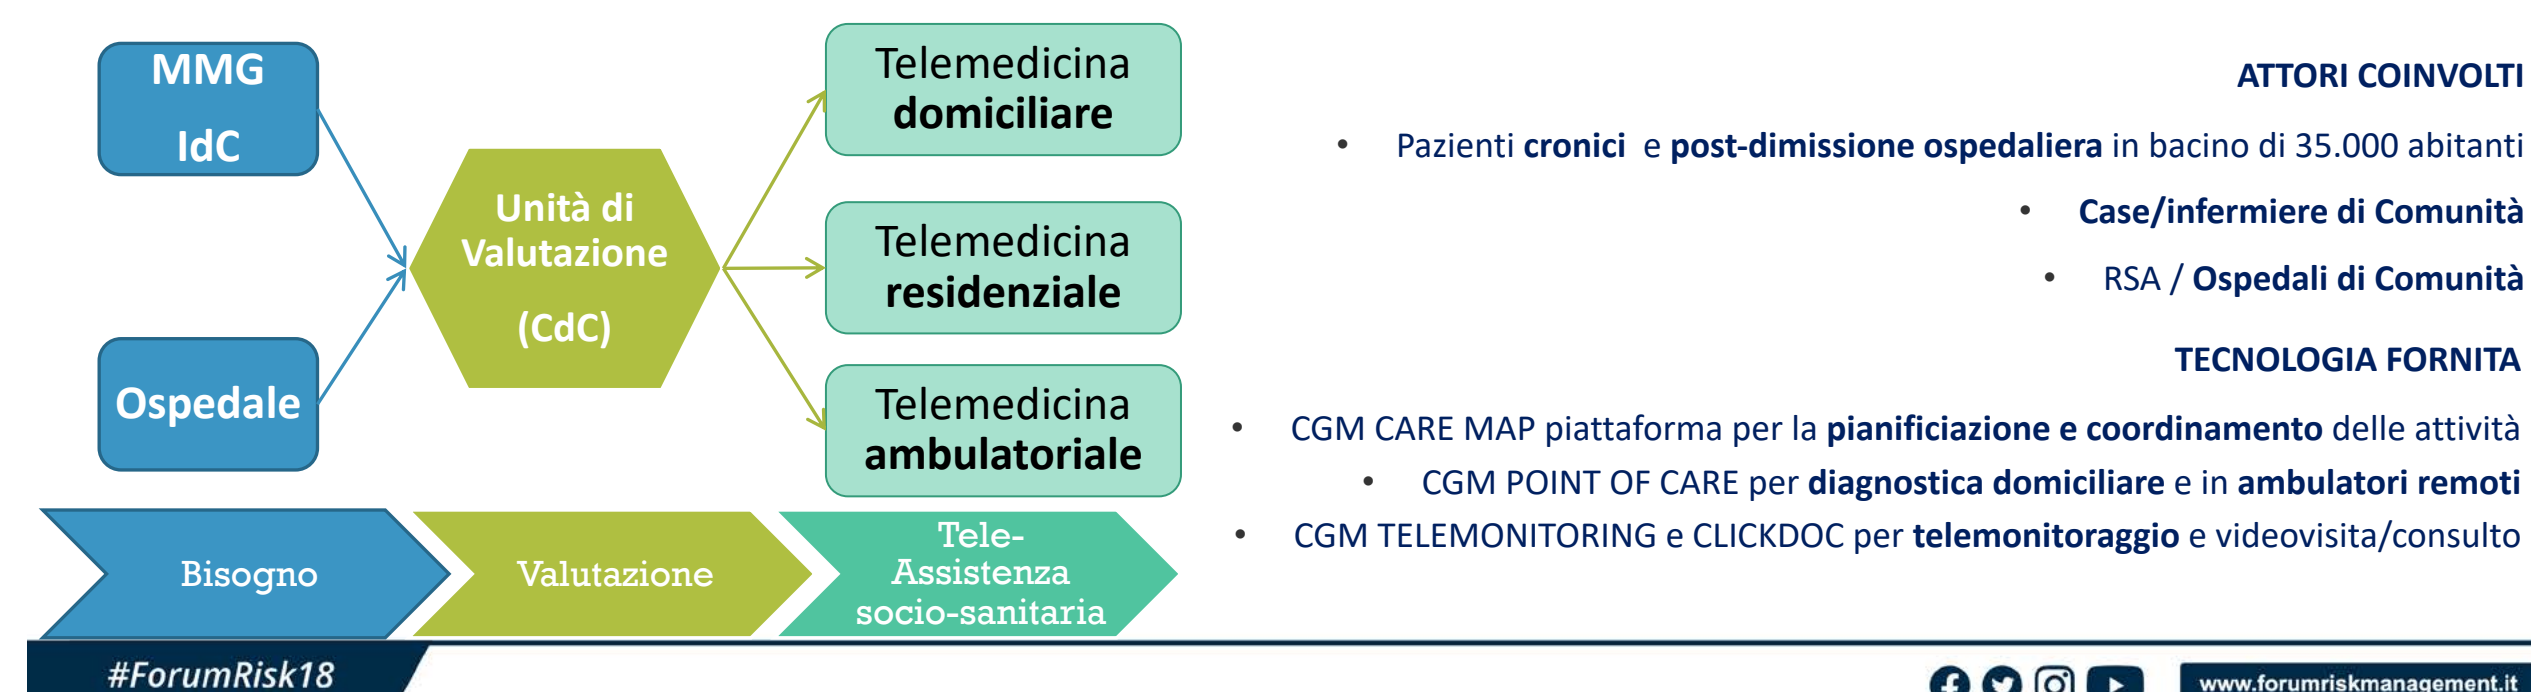 MMG
IdC
Ospedale
Unità di
Valutazione
(CdC)
Telemedicina
domiciliare
Telemedicina
residenziale
Telemedicina
ambulatoriale
Bisogno
Valutazione
Tele-
Assistenza
socio-sanitaria
ATTORI COINVOLTI
• Pazienti cronici e post-dimissione ospedaliera in bacino di 35.000 abitanti
• Case/infermiere di Comunità
• RSA / Ospedali di Comunità
TECNOLOGIA FORNITA
• CGM CARE MAP piattaforma per la pianificiazione e coordinamento delle attività
• CGM POINT OF CARE per diagnostica domiciliare e in ambulatori remoti
• CGM TELEMONITORING e CLICKDOC per telemonitoraggio e videovisita/consulto
#ForumRisk18
www.forumriskmanagement.it